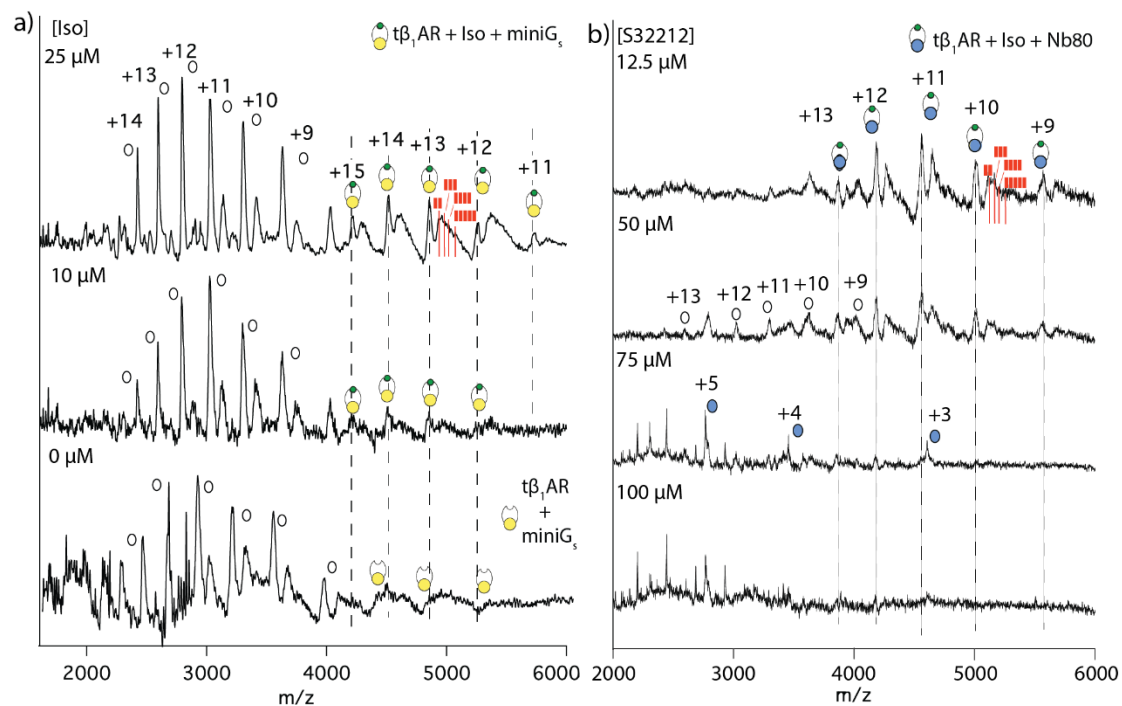 a)
[Iso]
25 µM
+14
+13
+12
+11
+10
+9
+15
+14
+13
+12
+11
tβ₁AR + Iso + miniGₛ
10 µM
0 µM
tβ₁AR
+
miniGₛ
2000 3000 4000 5000 6000
m/z
b)
[S32212]
12.5 µM
tβ₁AR + Iso + Nb80
+13
+12
+11
+10
+9
50 µM
+13
+12
+11
+10
+9
75 µM
+5
+4
+3
100 µM
2000 3000 4000 5000 6000
m/z